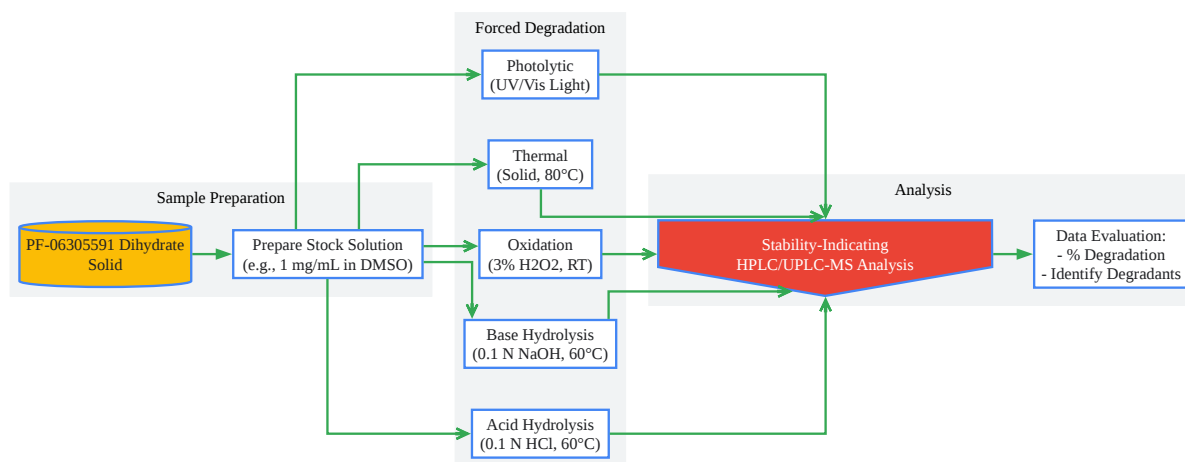 Forced Degradation
Photolytic
(UV/Vis Light)
Thermal
(Solid, 80°C)
Sample Preparation
Analysis
PF-06305591 Dihydrate
Solid
Prepare Stock Solution
(e.g., 1 mg/mL in DMSO)
Oxidation
(3% H2O2, RT)
Stability-Indicating
HPLC/UPLC-MS Analysis
Data Evaluation:
- % Degradation
- Identify Degradants
Base Hydrolysis
(0.1 N NaOH, 60°C)
Acid Hydrolysis
(0.1 N HCl, 60°C)